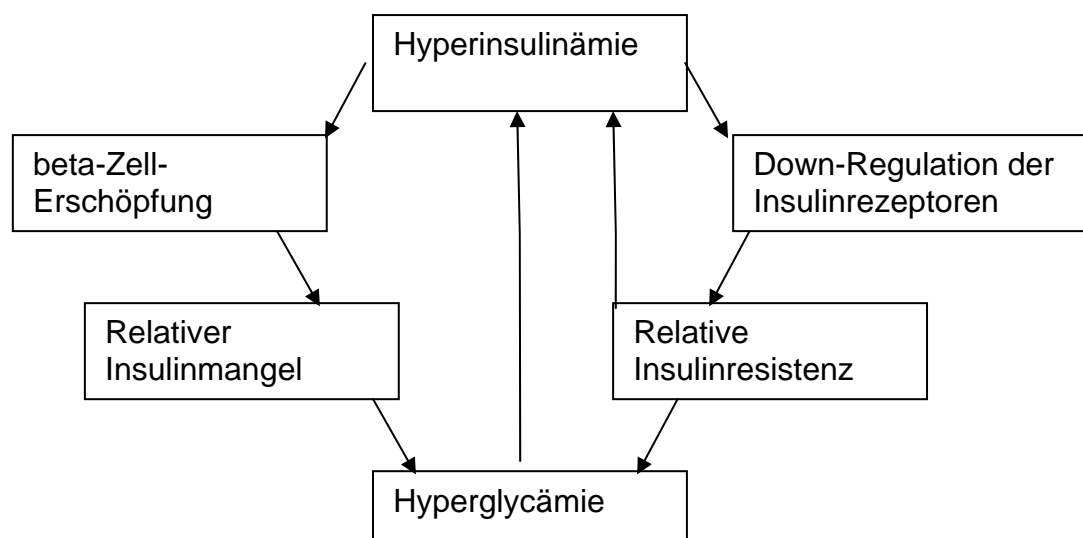 Hyperinsulinämie
beta-Zell-
Erschöpfung
Down-Regulation der
Insulinrezeptoren
Relativer
Insulinmangel
Relative
Insulinresistenz
Hyperglycämie